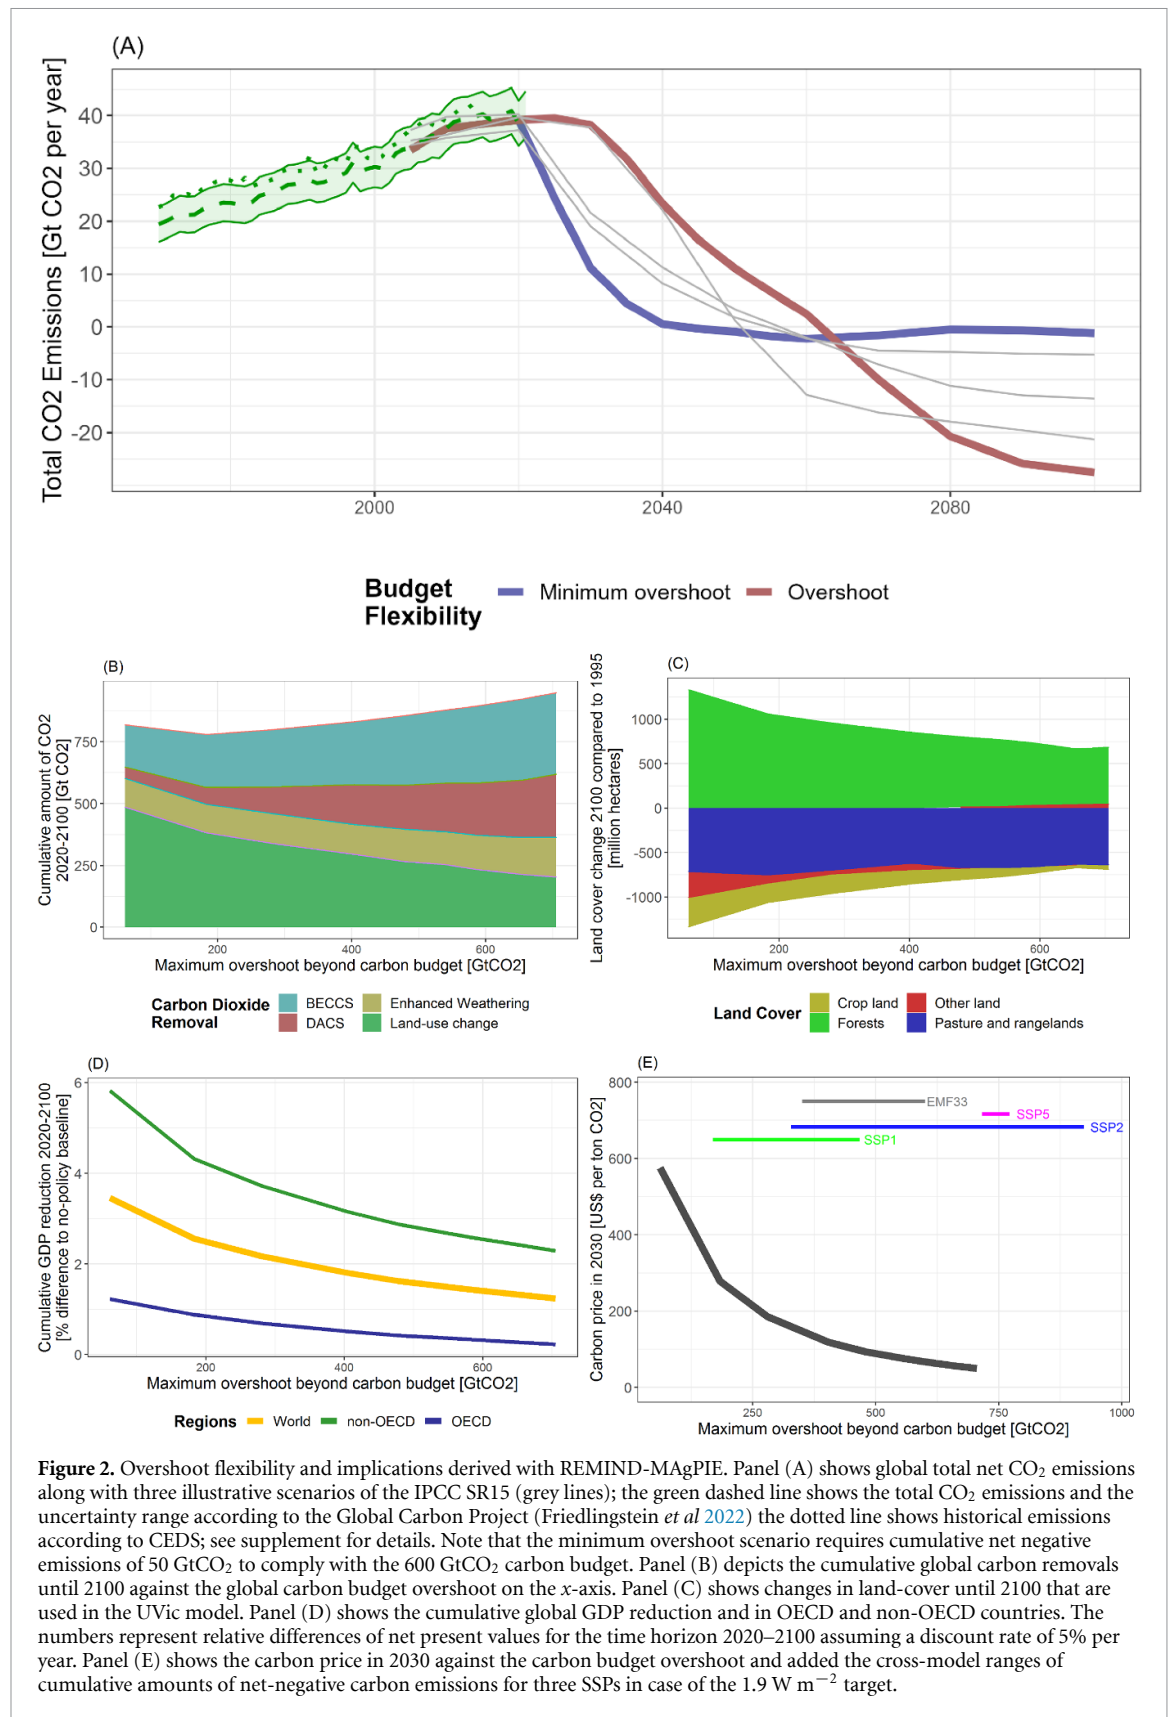 (A)
Total CO2 Emissions [Gt CO2 per year]
40
30
20
10
0
-10
-20
2000
2040
2080
Budget
Flexibility
Minimum overshoot
Overshoot
(B)
Cumulative amount of CO2
2020-2100 [Gt CO2]
750
500
250
0
200
400
600
Maximum overshoot beyond carbon budget [GtCO2]
Carbon Dioxide
Removal
BECCS
Enhanced Weathering
DACS
Land-use change
(C)
Land cover change 2100 compared to 1995
[million hectares]
1000
500
0
-500
-1000
200
400
600
Maximum overshoot beyond carbon budget [GtCO2]
Land Cover
Crop land
Other land
Forests
Pasture and rangelands
(D)
Cumulative GDP reduction 2020-2100
[% difference to no-policy baseline]
6
4
2
0
200
400
600
Maximum overshoot beyond carbon budget [GtCO2]
Regions
World
non-OECD
OECD
(E)
Carbon price in 2030 [US$ per ton CO2]
800
600
400
200
0
EMF33
SSP5
SSP2
SSP1
250
500
750
1000
Maximum overshoot beyond carbon budget [GtCO2]
Figure 2. Overshoot flexibility and implications derived with REMIND-MAgPIE. Panel (A) shows global total net CO₂ emissions
along with three illustrative scenarios of the IPCC SR15 (grey lines); the green dashed line shows the total CO₂ emissions and the
uncertainty range according to the Global Carbon Project (Friedlingstein et al 2022) the dotted line shows historical emissions
according to CEDS; see supplement for details. Note that the minimum overshoot scenario requires cumulative net negative
emissions of 50 GtCO₂ to comply with the 600 GtCO₂ carbon budget. Panel (B) depicts the cumulative global carbon removals
until 2100 against the global carbon budget overshoot on the x-axis. Panel (C) shows changes in land-cover until 2100 that are
used in the UVic model. Panel (D) shows the cumulative global GDP reduction and in OECD and non-OECD countries. The
numbers represent relative differences of net present values for the time horizon 2020–2100 assuming a discount rate of 5% per
year. Panel (E) shows the carbon price in 2030 against the carbon budget overshoot and added the cross-model ranges of
cumulative amounts of net-negative carbon emissions for three SSPs in case of the 1.9 W m⁻² target.